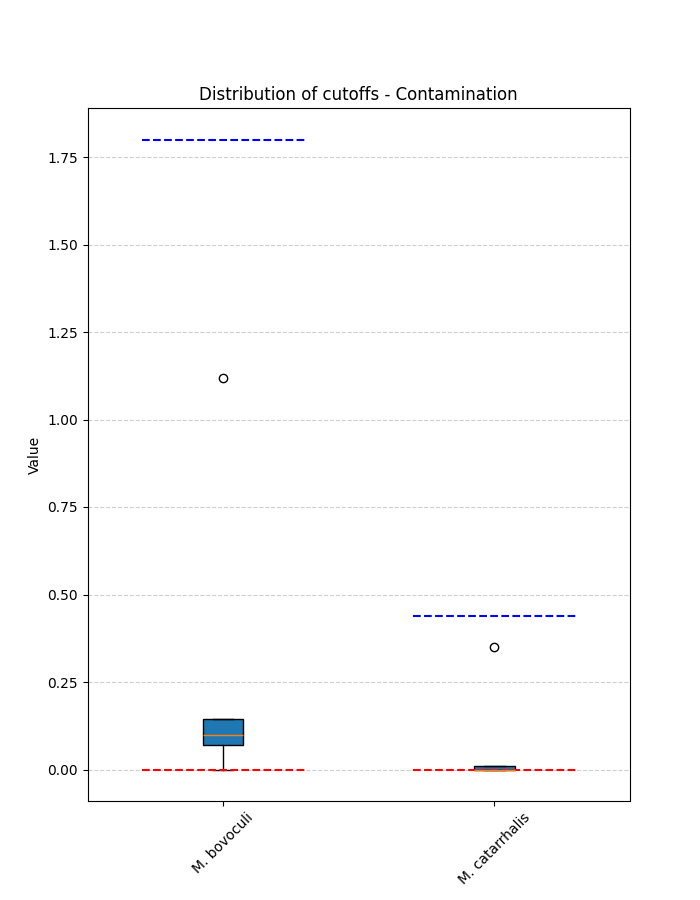 Distribution of cutoffs - Contamination
1.75
1.50
1.25
1.00
0.75
0.50
0.25
0.00
Value
M. bovoculi
M. catarrhalis